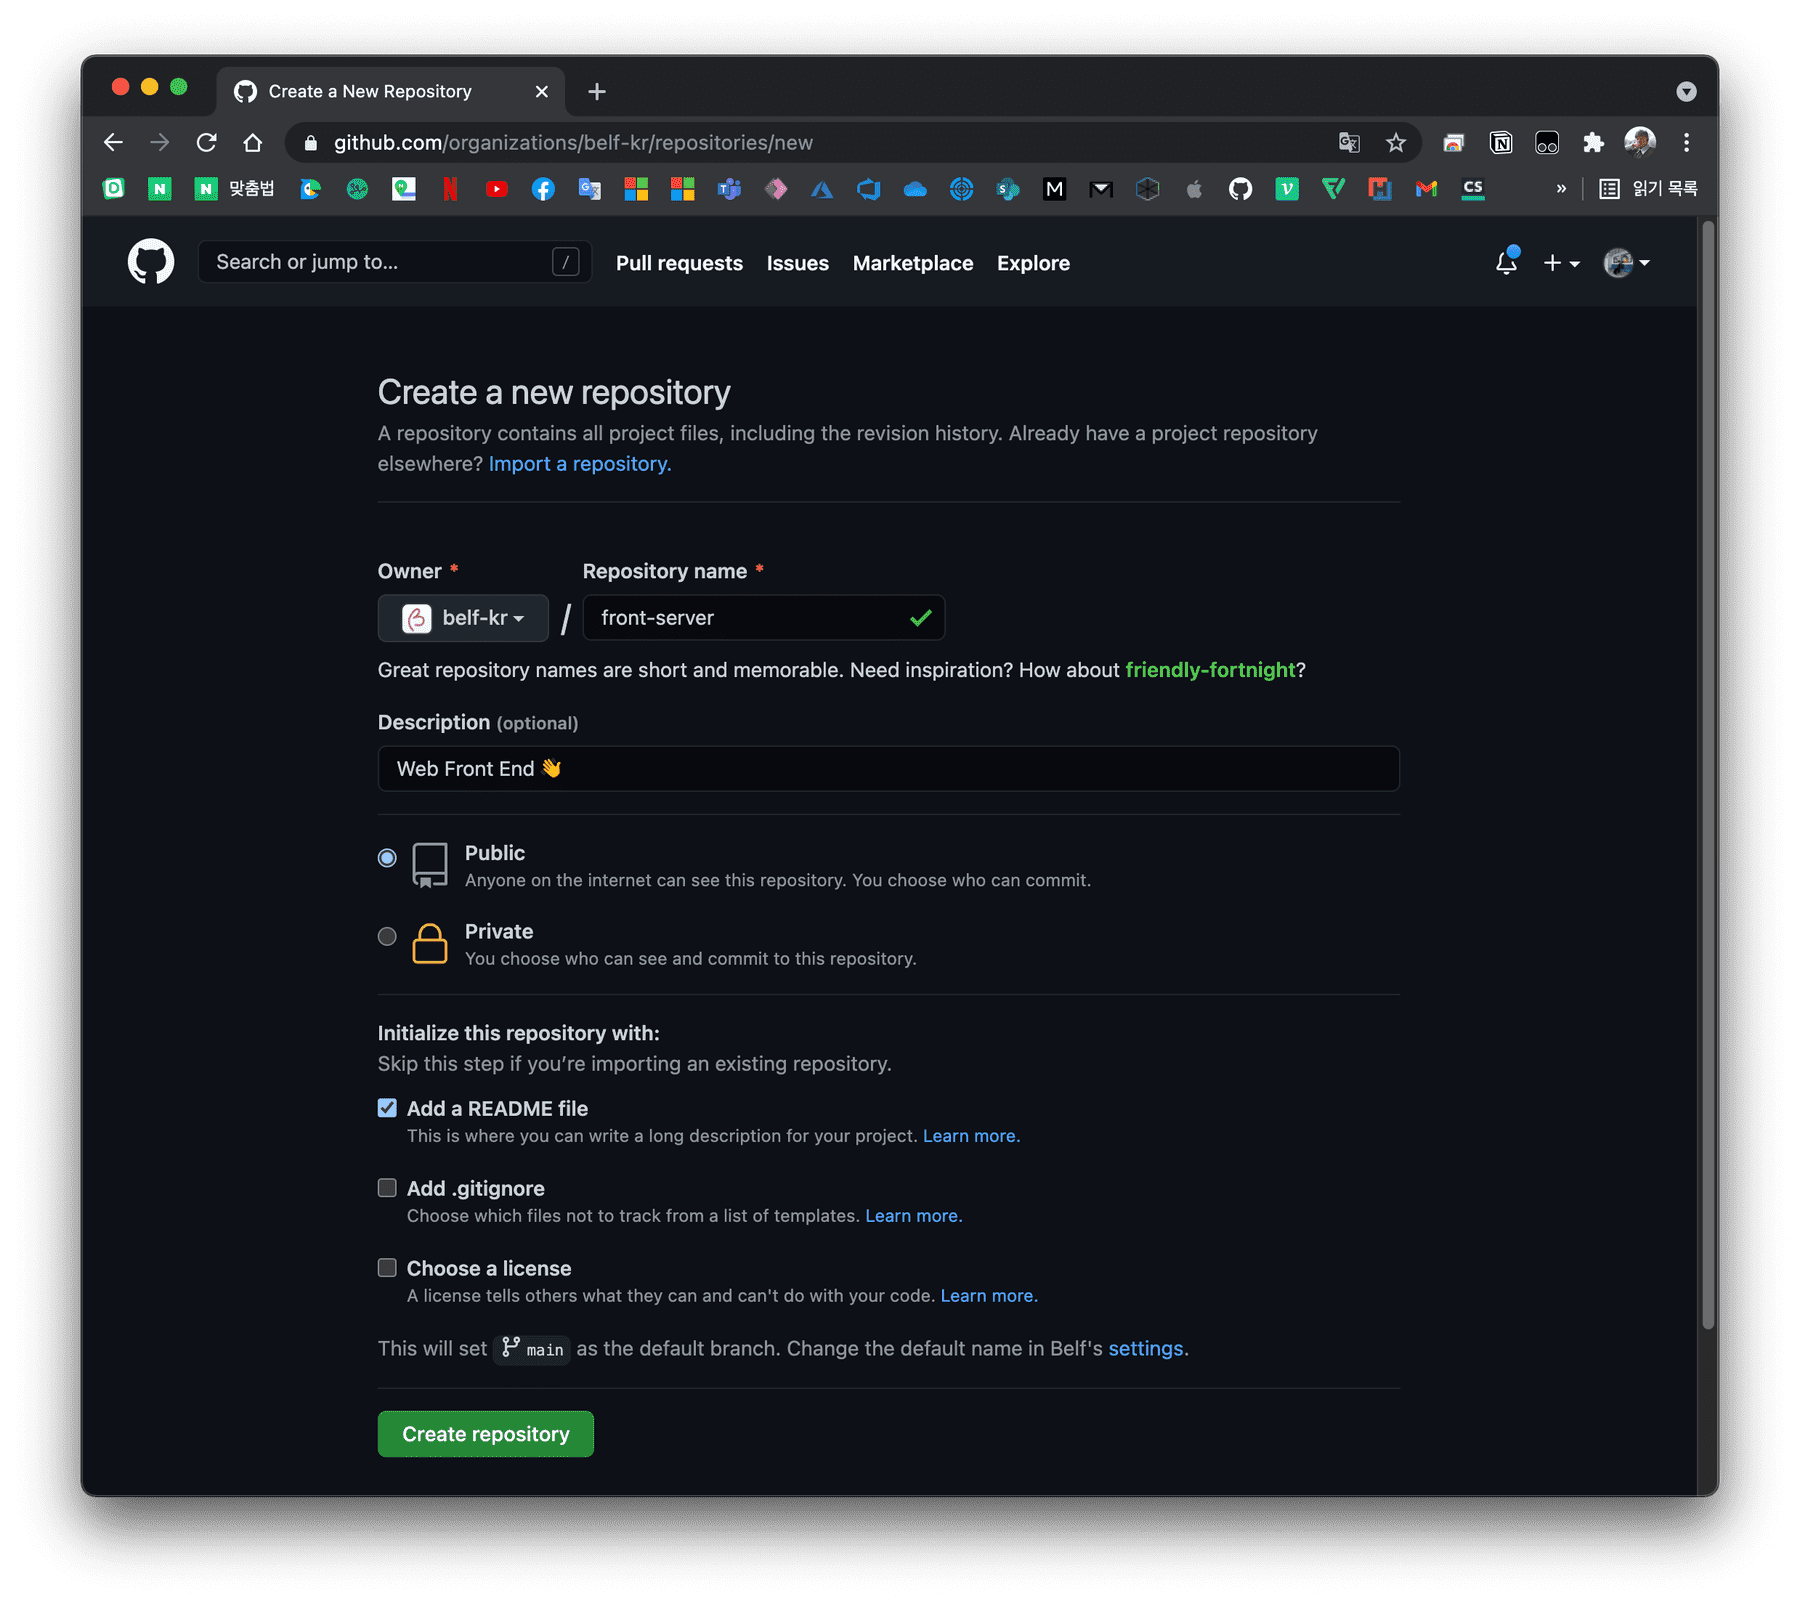 Create a New Repository
github.com/organizations/belf-kr/repositories/new
맞춤법
읽기 목록
Search or jump to... /
Pull requests Issues Marketplace Explore
Create a new repository
A repository contains all project files, including the revision history. Already have a project repository
elsewhere? Import a repository.
Owner * Repository name *
belf-kr / front-server
Great repository names are short and memorable. Need inspiration? How about friendly-fortnight?
Description (optional)
Web Front End 👋
Public
Anyone on the internet can see this repository. You choose who can commit.
Private
You choose who can see and commit to this repository.
Initialize this repository with:
Skip this step if you’re importing an existing repository.
Add a README file
This is where you can write a long description for your project. Learn more.
Add .gitignore
Choose which files not to track from a list of templates. Learn more.
Choose a license
A license tells others what they can and can't do with your code. Learn more.
This will set main as the default branch. Change the default name in Belf's settings.
Create repository